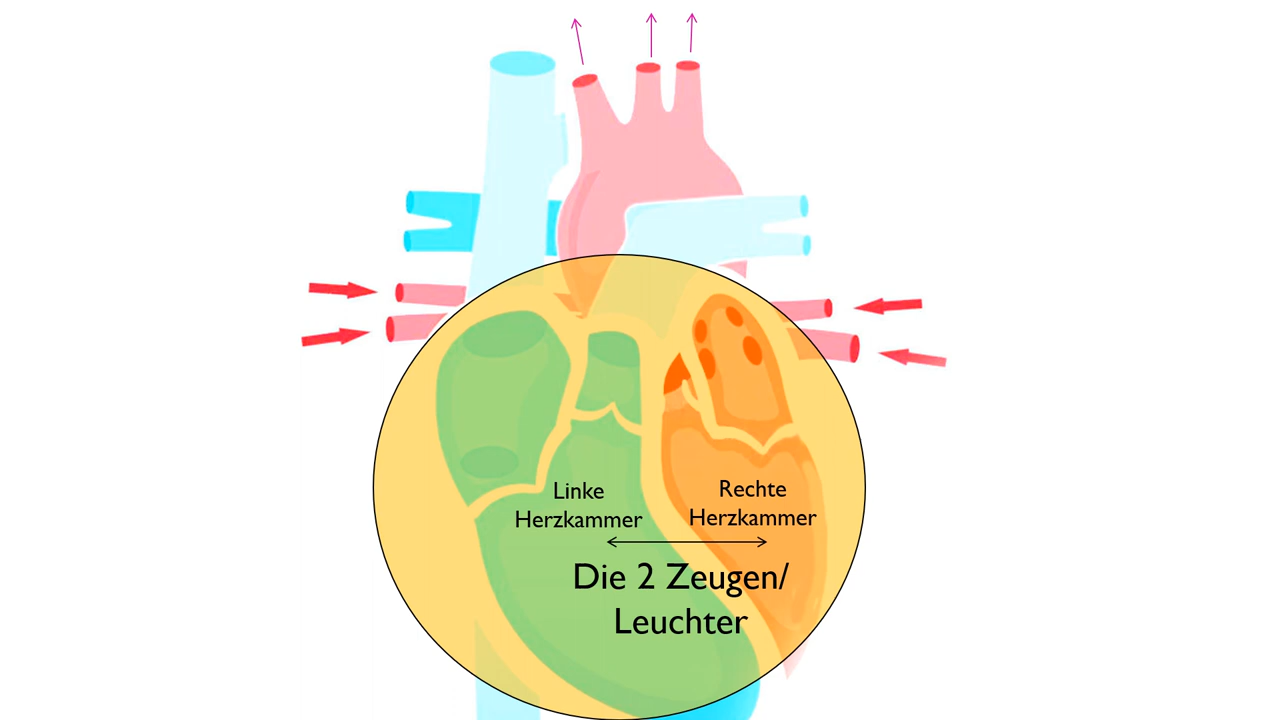 Linke
Herzkammer
Rechte
Herzkammer
Die 2 Zeugen/
Leuchter